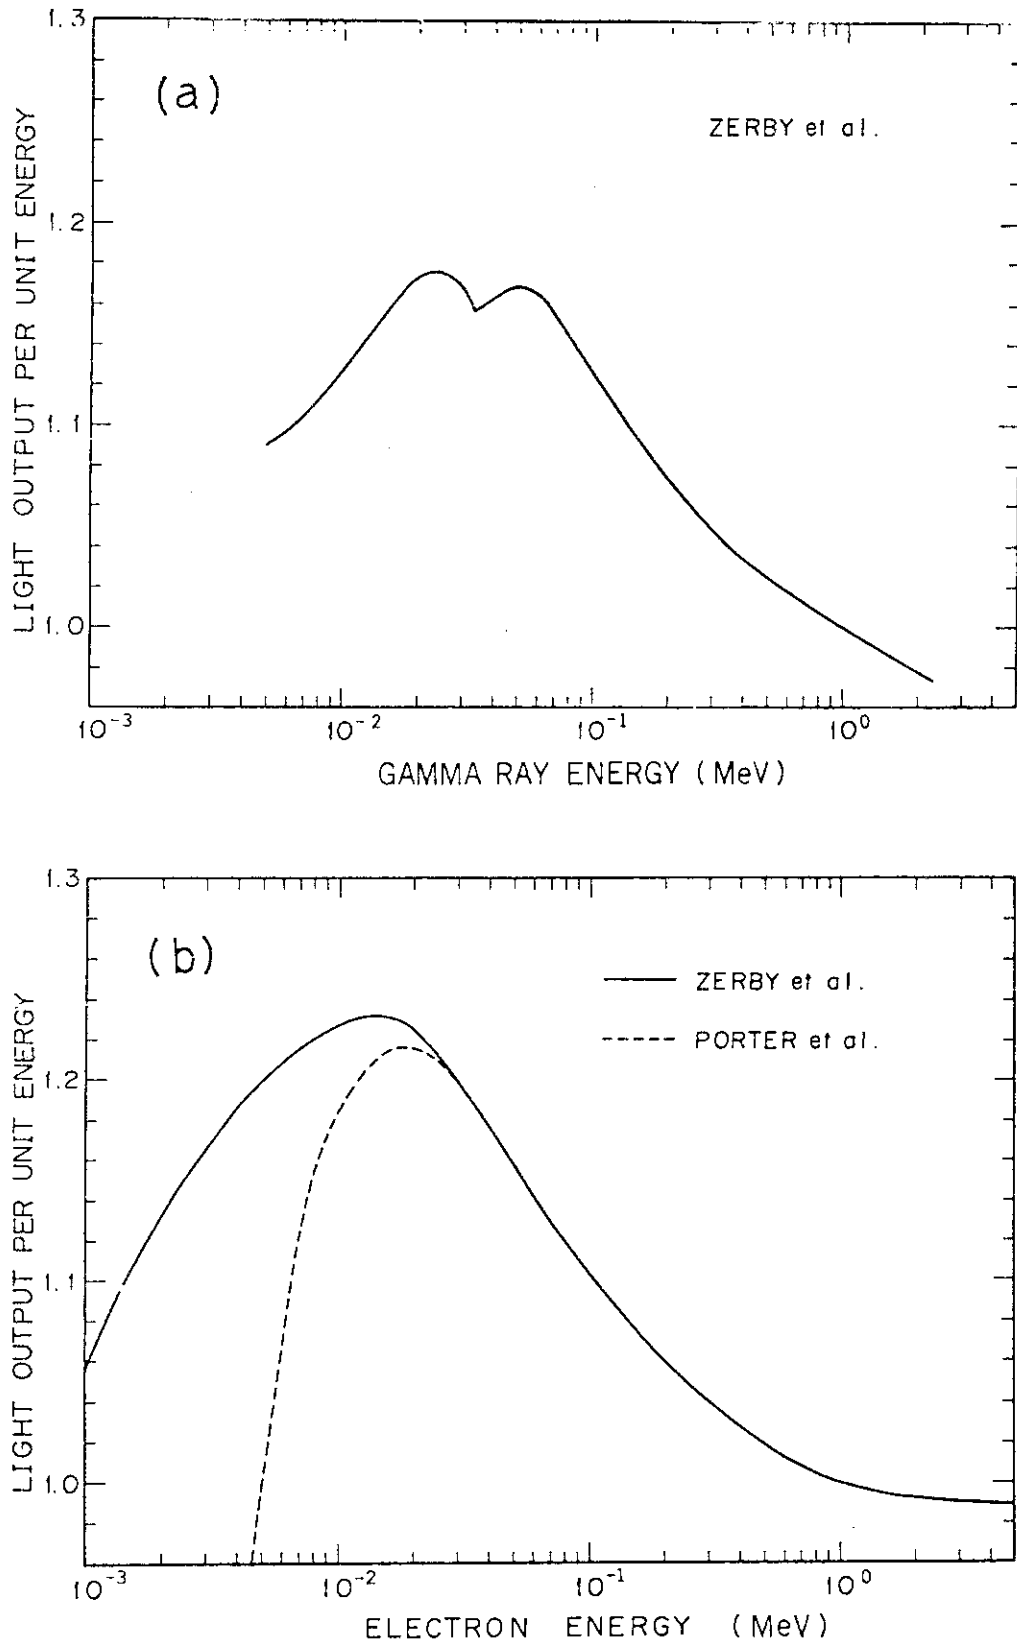 1.3
(a)
ZERBY et al.
1.2
1.1
1.0
LIGHT OUTPUT PER UNIT ENERGY
10-3 10-2 10-1 100
GAMMA RAY ENERGY (MeV)
1.3
(b)
ZERBY et al.
PORTER et al.
1.2
1.1
1.0
LIGHT OUTPUT PER UNIT ENERGY
10-3 10-2 10-1 100
ELECTRON ENERGY (MeV)